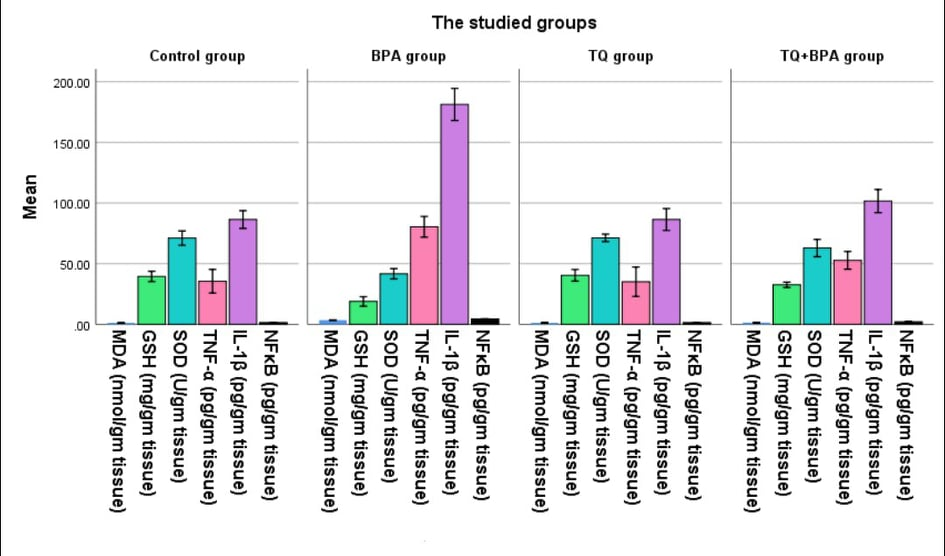 The studied groups
Control group
BPA group
TQ group
TQ+BPA group
Mean
200.00
150.00
100.00
50.00
.00
MDA (nmol/gm tissue)
GSH (mg/gm tissue)
SOD (U/gm tissue)
TNF-α (pg/gm tissue)
IL-1β (pg/gm tissue)
NFκB (pg/gm tissue)
MDA (nmol/gm tissue)
GSH (mg/gm tissue)
SOD (U/gm tissue)
TNF-α (pg/gm tissue)
IL-1β (pg/gm tissue)
NFκB (pg/gm tissue)
MDA (nmol/gm tissue)
GSH (mg/gm tissue)
SOD (U/gm tissue)
TNF-α (pg/gm tissue)
IL-1β (pg/gm tissue)
NFκB (pg/gm tissue)
MDA (nmol/gm tissue)
GSH (mg/gm tissue)
SOD (U/gm tissue)
TNF-α (pg/gm tissue)
IL-1β (pg/gm tissue)
NFκB (pg/gm tissue)